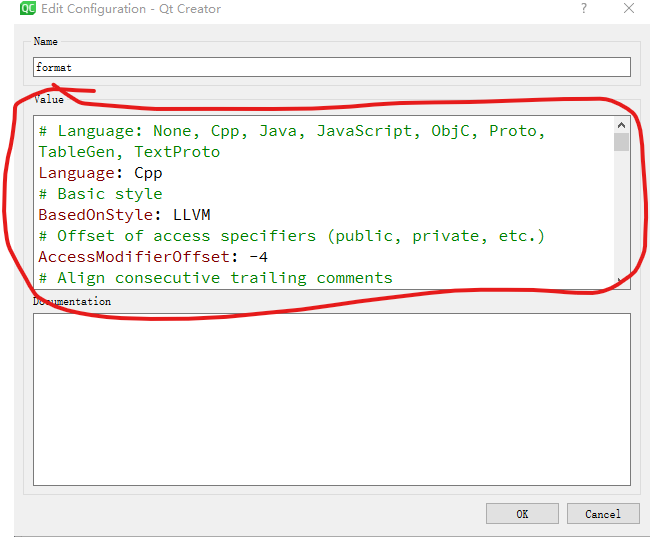 QC Edit Configuration - Qt Creator
Name
format
Value
# Language: None, Cpp, Java, JavaScript, ObjC, Proto,
TableGen, TextProto
Language: Cpp
# Basic style
BasedOnStyle: LLVM
# Offset of access specifiers (public, private, etc.)
AccessModifierOffset: -4
# Align consecutive trailing comments
Documentation
OK
Cancel